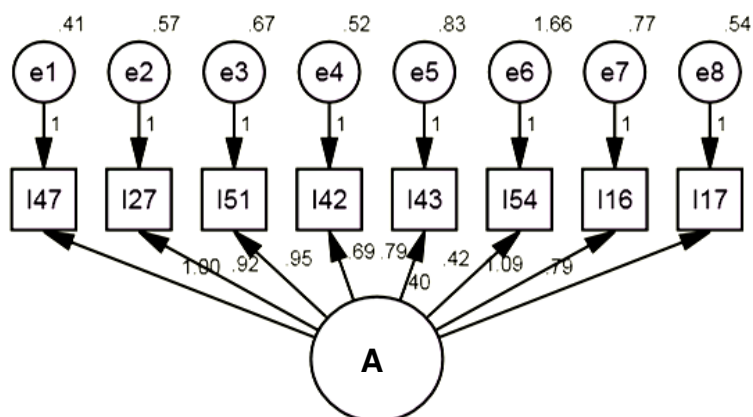 .41 .57 .67 .52 .83 1.66 .77 .54
e1 e2 e3 e4 e5 e6 e7 e8
1 1 1 1 1 1 1 1
I47 I27 I51 I42 I43 I54 I16 I17
1.00 .92 .95 .69 .79 .42 1.09 .79
.40
A